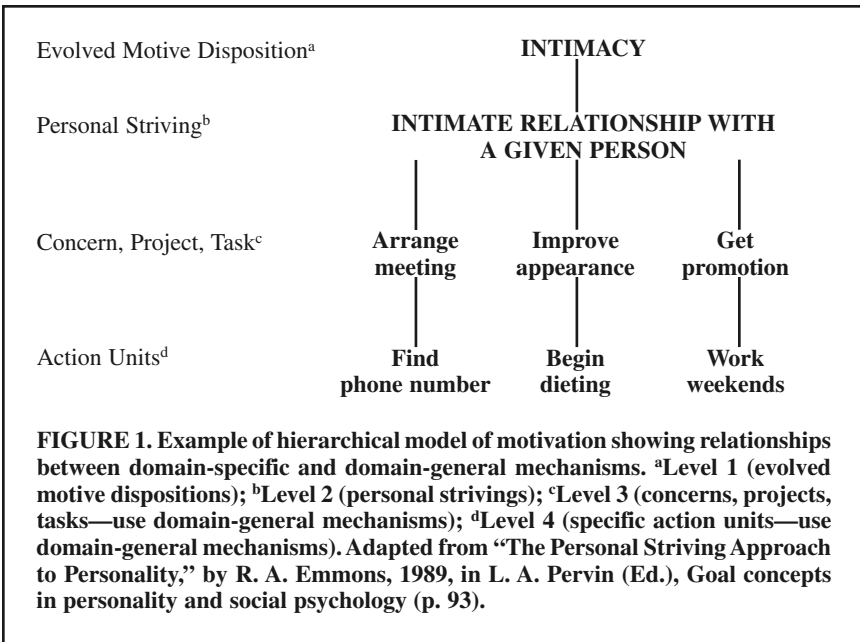 Evolved Motive Dispositionᵃ INTIMACY
Personal Strivingᵇ INTIMATE RELATIONSHIP WITH
A GIVEN PERSON
Concern, Project, Taskᶜ Arrange Improve Get
meeting appearance promotion
Action Unitsᵈ Find Begin Work
phone number dieting weekends
FIGURE 1. Example of hierarchical model of motivation showing relationships
between domain-specific and domain-general mechanisms. ᵃLevel 1 (evolved
motive dispositions); ᵇLevel 2 (personal strivings); ᶜLevel 3 (concerns, projects,
tasks—use domain-general mechanisms); ᵈLevel 4 (specific action units—use
domain-general mechanisms). Adapted from “The Personal Striving Approach
to Personality,” by R. A. Emmons, 1989, in L. A. Pervin (Ed.), Goal concepts
in personality and social psychology (p. 93).